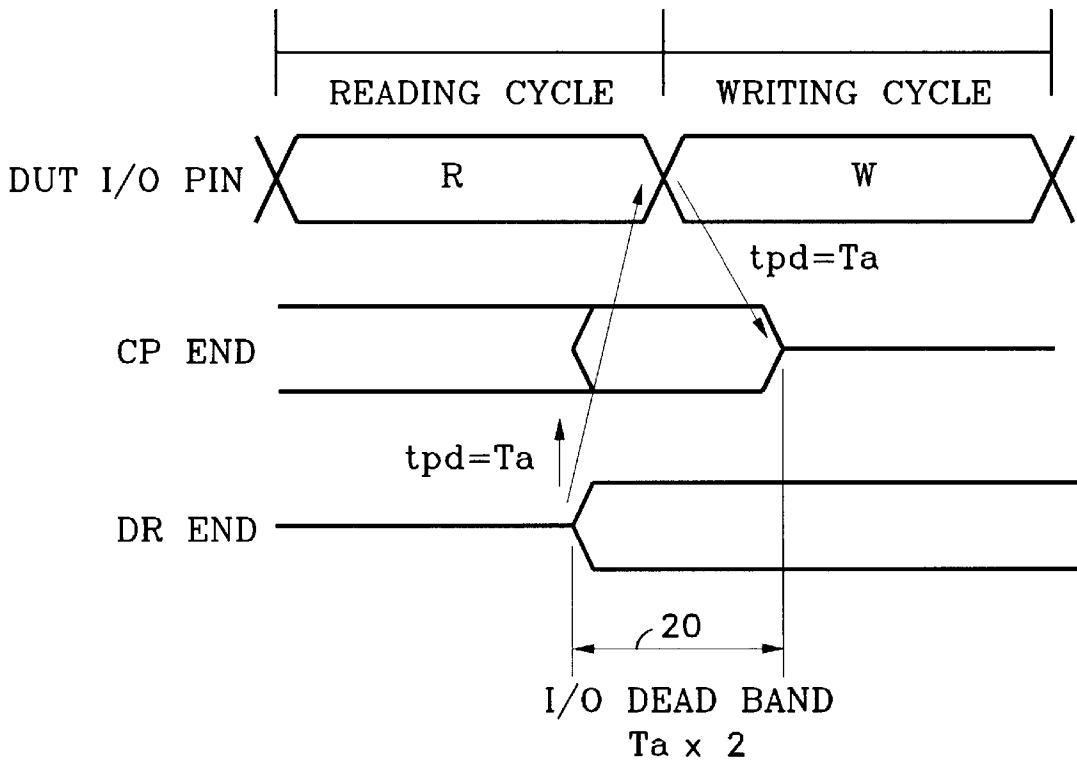 READING CYCLE WRITING CYCLE
DUT I/O PIN R W
tpd=Ta
CP END
tpd=Ta
DR END
20
I/O DEAD BAND
Ta x 2